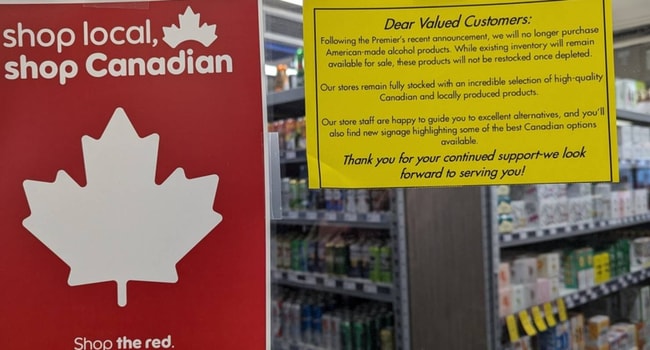 shop local,
shop Canadian
Shop the red.
Dear Valued Customers:
Following the Premier's recent announcement, we will no longer purchase
American-made alcohol products. While existing inventory will remain
available for sale, these products will not be restocked once depleted.
Our stores remain fully stocked with an incredible selection of high-quality
Canadian and locally produced products.
Our store staff are happy to guide you to excellent alternatives, and you'll
also find new signage highlighting some of the best Canadian options
available.
Thank you for your continued support-we look
forward to serving you!